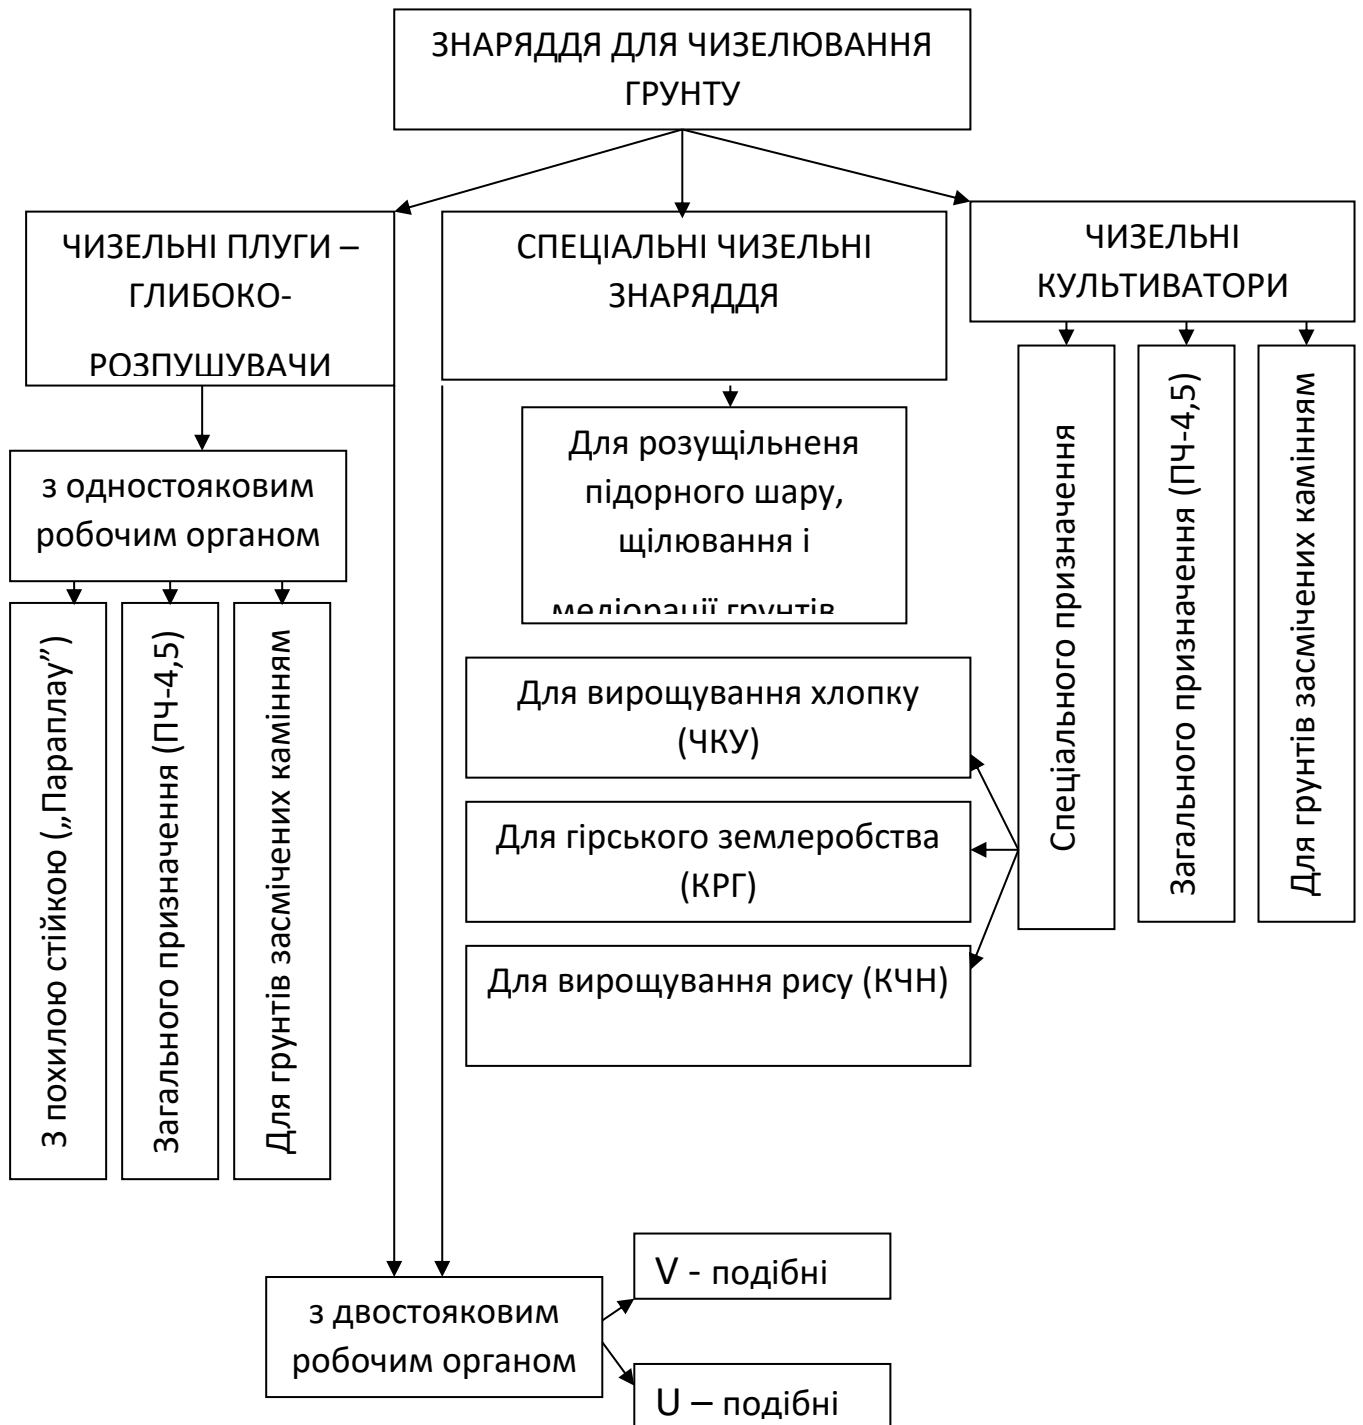 ЗНАРЯДДЯ ДЛЯ ЧИЗЕЛЮВАННЯ
ГРУНТУ
ЧИЗЕЛЬНІ ПЛУГИ –
ГЛИБОКО-
РОЗПУШУВАЧИ
СПЕЦІАЛЬНІ ЧИЗЕЛЬНІ
ЗНАРЯДДЯ
ЧИЗЕЛЬНІ
КУЛЬТИВАТОРИ
з одностояковим
робочим органом
Для розущільненя
підорного шару,
щілювання і
меліорації грунтів
Спеціального призначення
Загального призначення (ПЧ-4,5)
Для грунтів засмічених камінням
З похилою стійкою („Параплау”)
Загального призначення (ПЧ-4,5)
Для грунтів засмічених камінням
Для вирощування хлопку
(ЧКУ)
Для гірського землеробства
(КРГ)
Для вирощування рису (КЧН)
з двостояковим
робочим органом
V - подібні
U – подібні